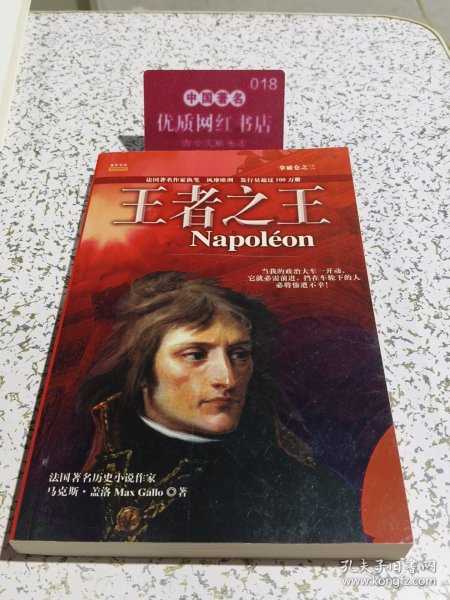 018
中国著名
优质网红书店
拿破仑之三
法国著名作家执笔 风靡欧洲 发行量超过100万册
王者之王
Napoléon
当我的政治大车一开动,
它就必需前进。挡在车轮下的人
必将惨遭不幸!
法国著名历史小说作家
马克斯·盖洛 Max Gallo ◎ 著
孔夫子旧书网
www.kongfz.com